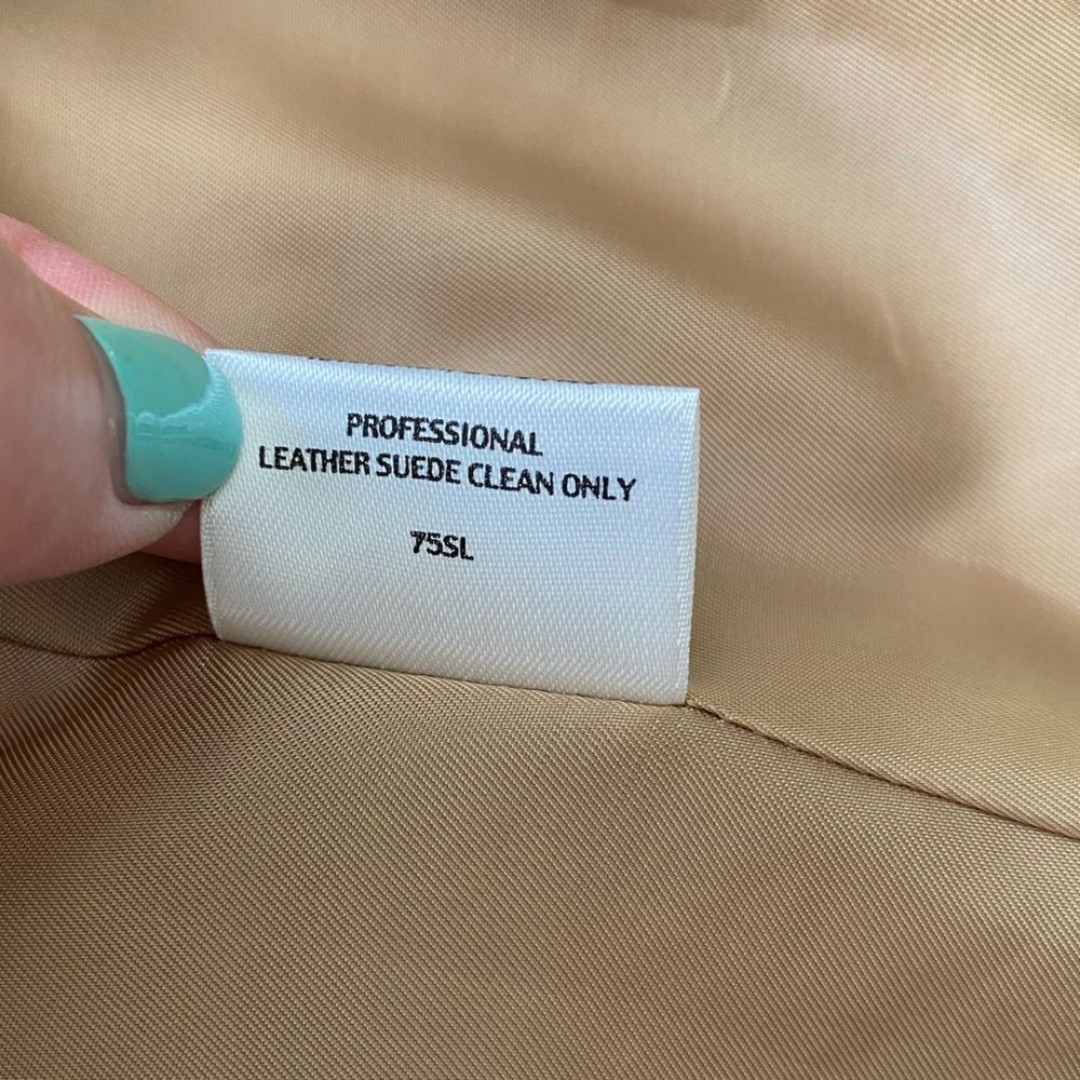 PROFESSIONAL
LEATHER SUEDE CLEAN ONLY
75SL